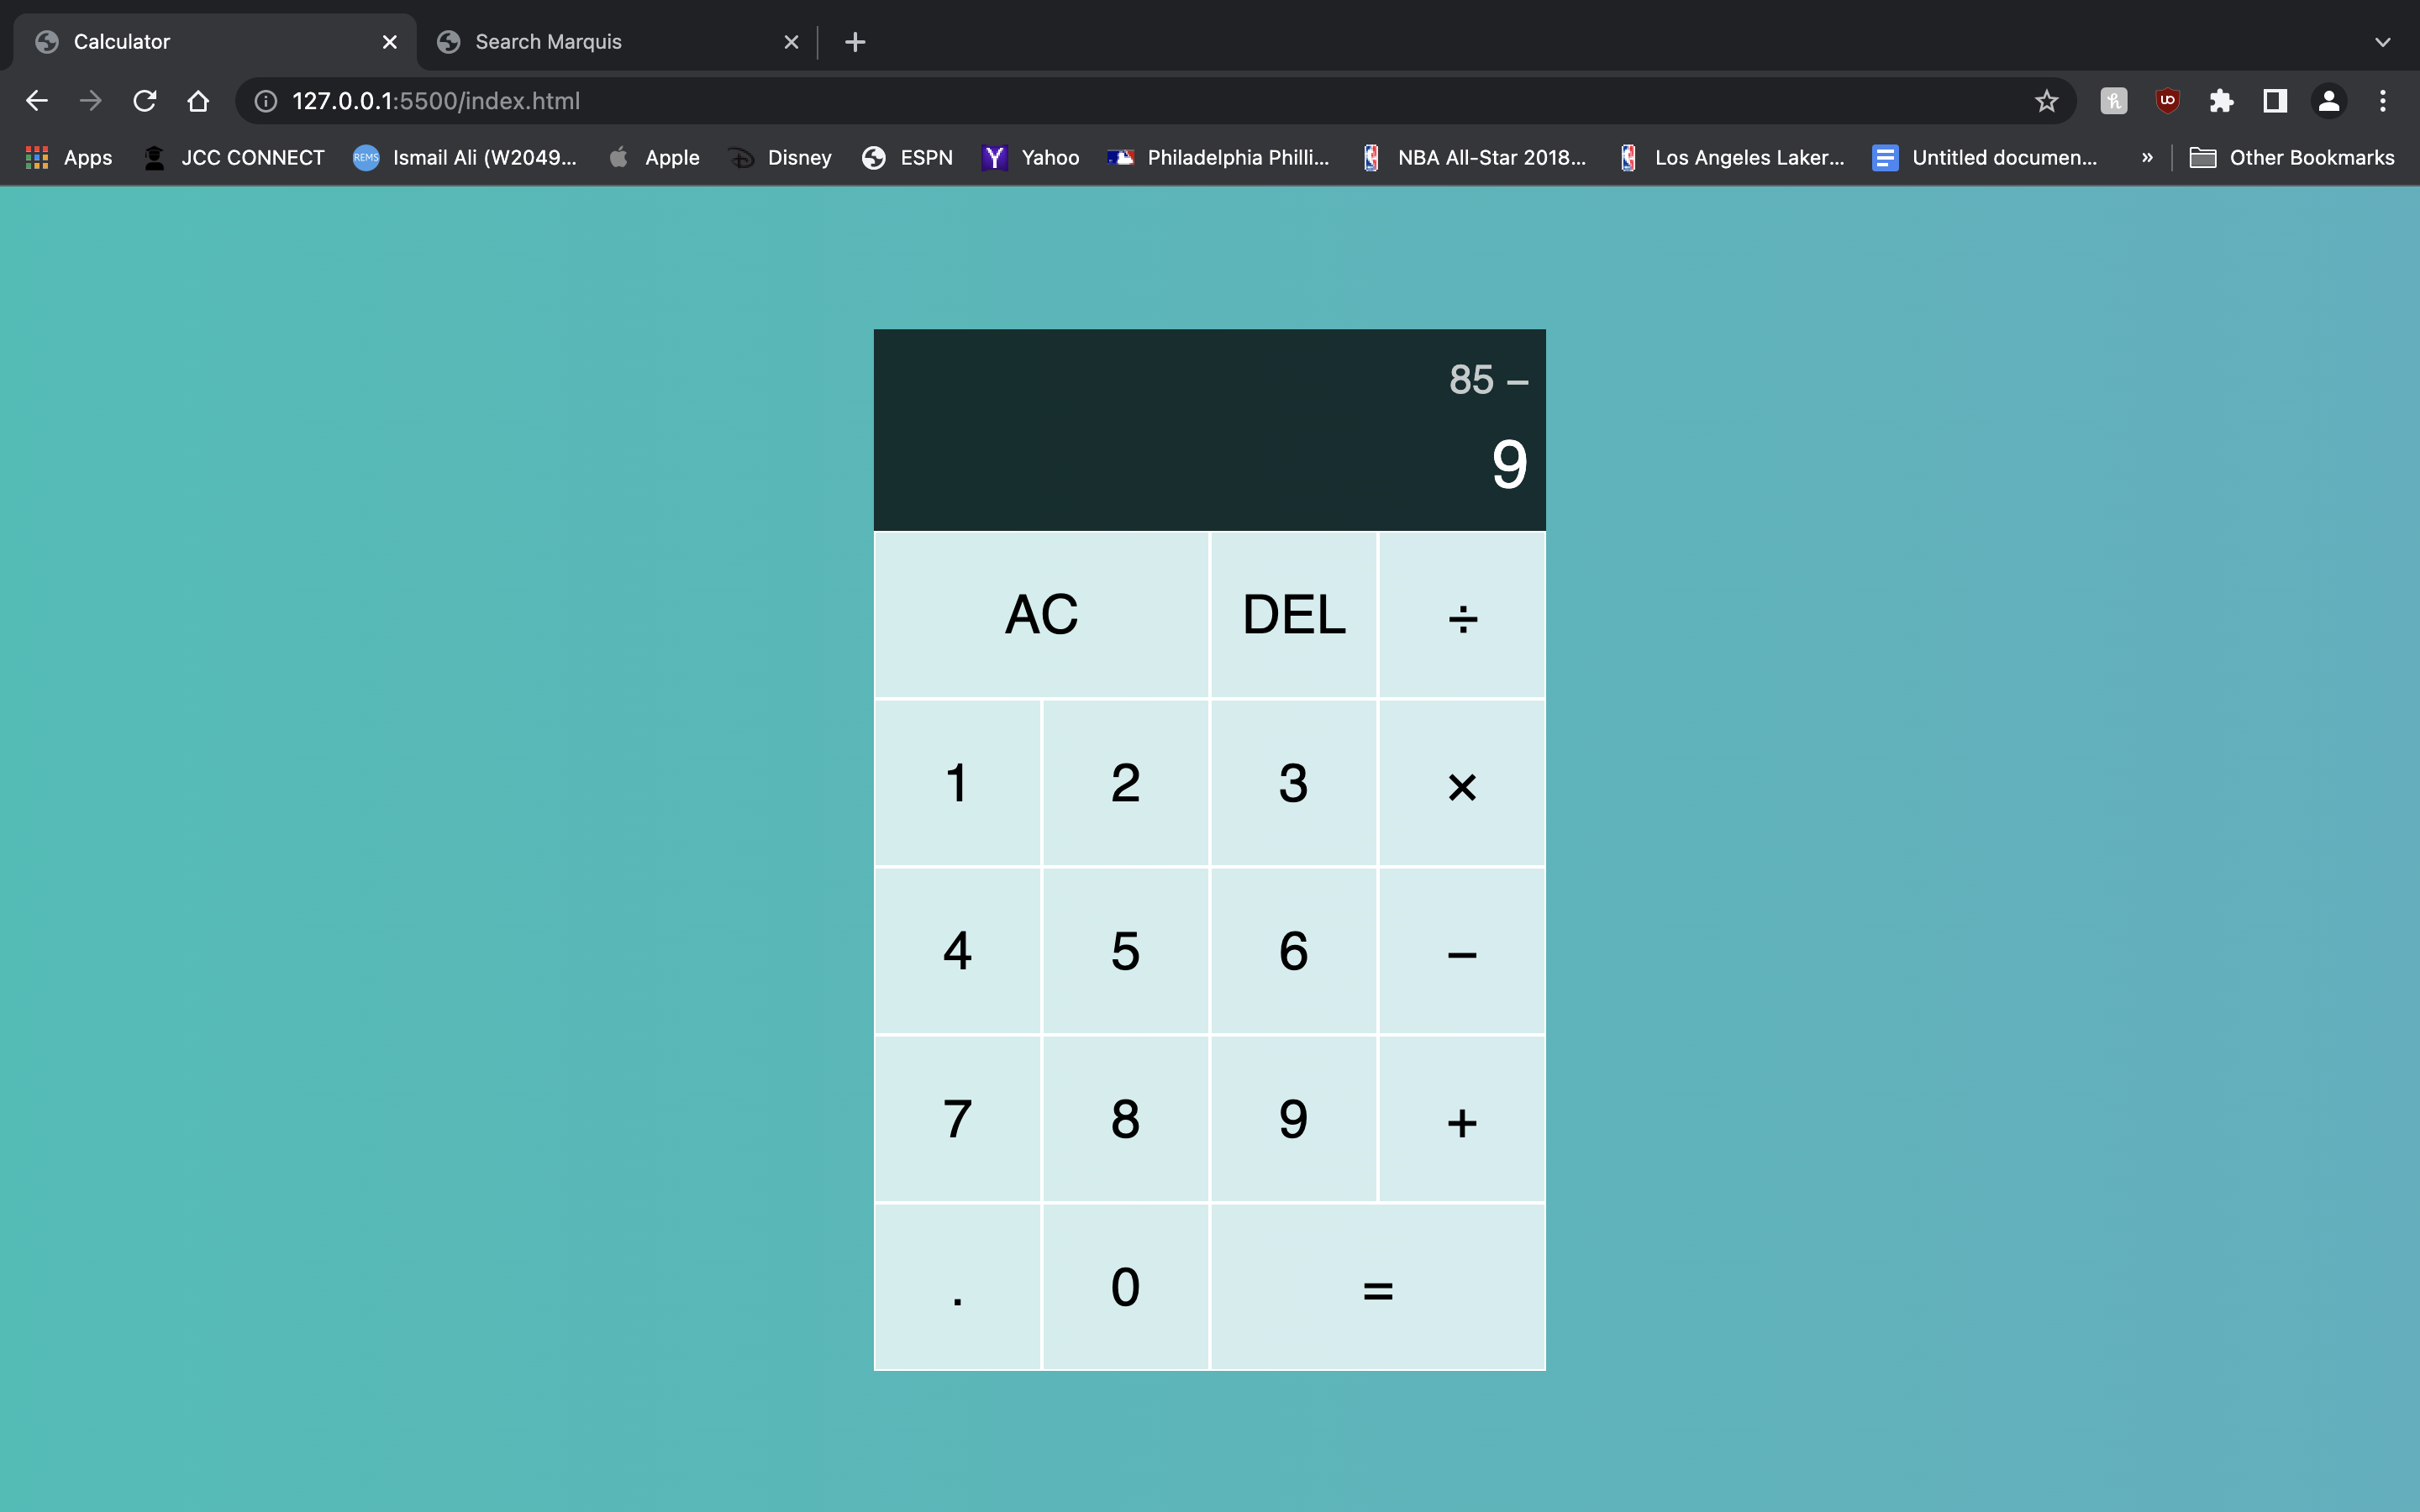 Calculator
Search Marquis
127.0.0.1:5500/index.html
Apps JCC CONNECT REMS Ismail Ali (W2049... Apple Disney ESPN Yahoo Philadelphia Philli... NBA All-Star 2018... Los Angeles Laker... Untitled documen... » Other Bookmarks
85 −
9
AC DEL ÷
1 2 3 ×
4 5 6 −
7 8 9 +
. 0 =